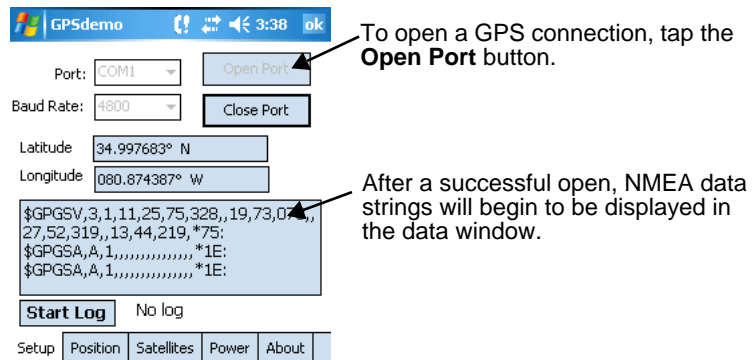 GPSdemo 3:38 ok
To open a GPS connection, tap the
Open Port button.
Port: COM1 Open Port
Baud Rate: 4800 Close Port
Latitude 34.997683° N
Longitude 080.874387° W
After a successful open, NMEA data
strings will begin to be displayed in
the data window.
$GPGSV,3,1,11,25,75,328,,19,73,07 ,,
27,52,319,,13,44,219,*75:
$GPGSA,A,1,,,,,,,,,,,,,,,*1E:
$GPGSA,A,1,,,,,,,,,,,,,,,*1E:
Start Log No log
Setup Position Satellites Power About